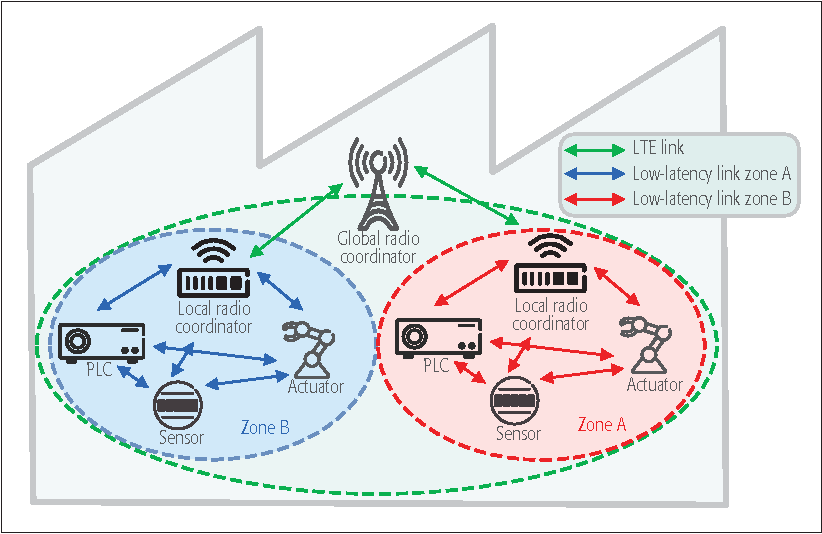 LTE link
Low-latency link zone A
Low-latency link zone B
Global radio
coordinator
Local radio
coordinator
PLC
Actuator
Sensor
Zone B
Local radio
coordinator
PLC
Actuator
Sensor
Zone A